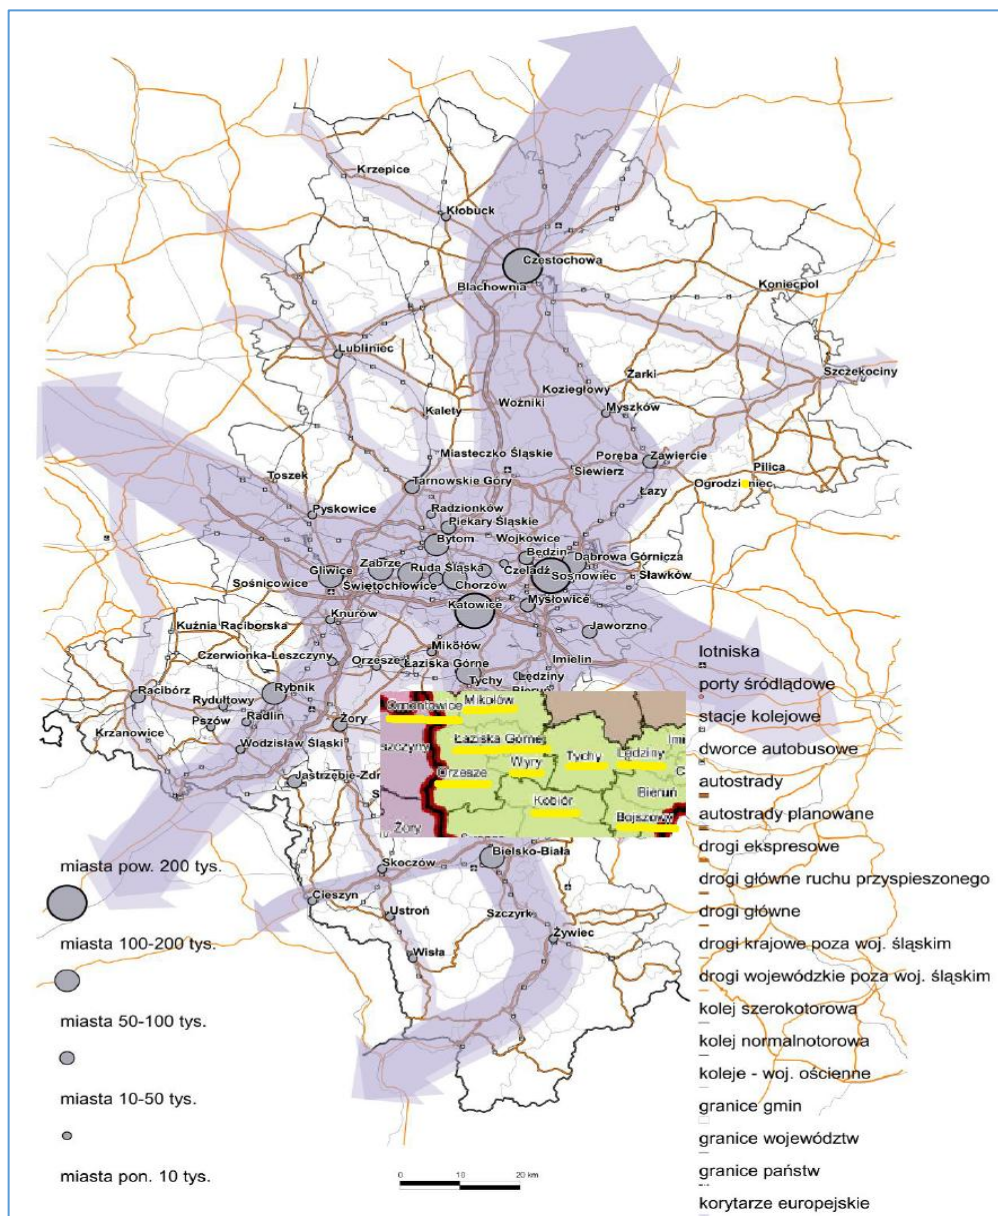 Krzepice
Kłobuck
Częstochowa
Blachownia
Koniecpol
Lubliniec
Szczekociny
Żarki
Koziegłowy
Woźniki
Kalety
Myszków
Miasteczko Śląskie
Poręba
Zawiercie
Siewierz
Pilica
Toszek
Tarnowskie Góry
Ogrodzieniec
Łazy
Pyskowice
Radzionków
Piekary Śląskie
Wojkowice
Bytom
Będzin
Dąbrowa Górnicza
Gliwice
Zabrze
Ruda Śląska
Czeladź
Sosnowiec
Sławków
Sośnicowice
Świętochłowice
Chorzów
Katowice
Mysłowice
Knurów
Kuźnia Raciborska
Jaworzno
Mikołów
Czerwionka-Leszczyny
Orzesze
Łaziska Górne
Imielin
Tychy
Lędziny
Racibórz
Rydułtowy
Rybnik
Pszów
Radlin
Żory
Krzanowice
Wodzisław Śląski
Ornontowice
Mikołów
Łaziska Górne
Wyry
Tychy
Lędziny
Orzesze
Kobiór
Bieruń
Bojszowy
Żory
Bielsko-Biała
Skoczów
Cieszyn
Ustroń
Szczyrk
Wisła
Żywiec
miasta pow. 200 tys.
miasta 100-200 tys.
miasta 50-100 tys.
miasta 10-50 tys.
miasta pon. 10 tys.
0 10 20 km
lotniska
porty śródlądowe
stacje kolejowe
dworce autobusowe
autostrady
autostrady planowane
drogi ekspresowe
drogi główne ruchu przyspieszonego
drogi główne
drogi krajowe poza woj. śląskim
drogi wojewódzkie poza woj. śląskim
kolej szerokotorowa
kolej normalnotorowa
koleje - woj. ościenne
granice gmin
granice województw
granice państw
korytarze europejskie